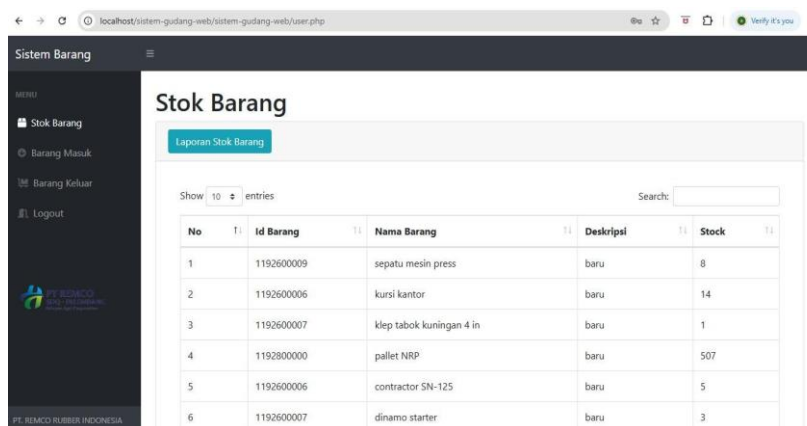 localhost/sistem-gudang-web/sistem-gudang-web/user.php
Verify it's you
Sistem Barang
MENU
Stok Barang
Barang Masuk
Barang Keluar
Logout
PT REMCO
PT. REMCO RUBBER INDONESIA
Stok Barang
Laporan Stok Barang
Show 10 entries
Search:
No Id Barang Nama Barang Deskripsi Stock
1 1192600009 sepatu mesin press baru 8
2 1192600006 kursi kantor baru 14
3 1192600007 klep tabok kuningan 4 in baru 1
4 1192800000 pallet NRP baru 507
5 1192600006 contractor SN-125 baru 5
6 1192600007 dinamo starter baru 3